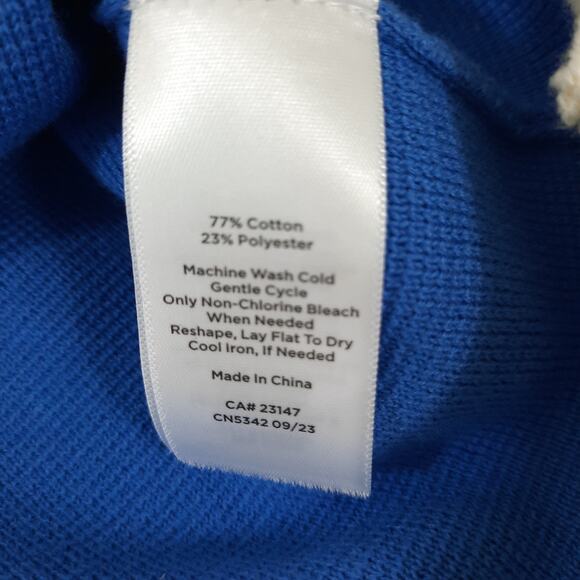 77% Cotton
23% Polyester
Machine Wash Cold
Gentle Cycle
Only Non-Chlorine Bleach
When Needed
Reshape, Lay Flat To Dry
Cool Iron, If Needed
Made In China
CA# 23147
CN5342 09/23